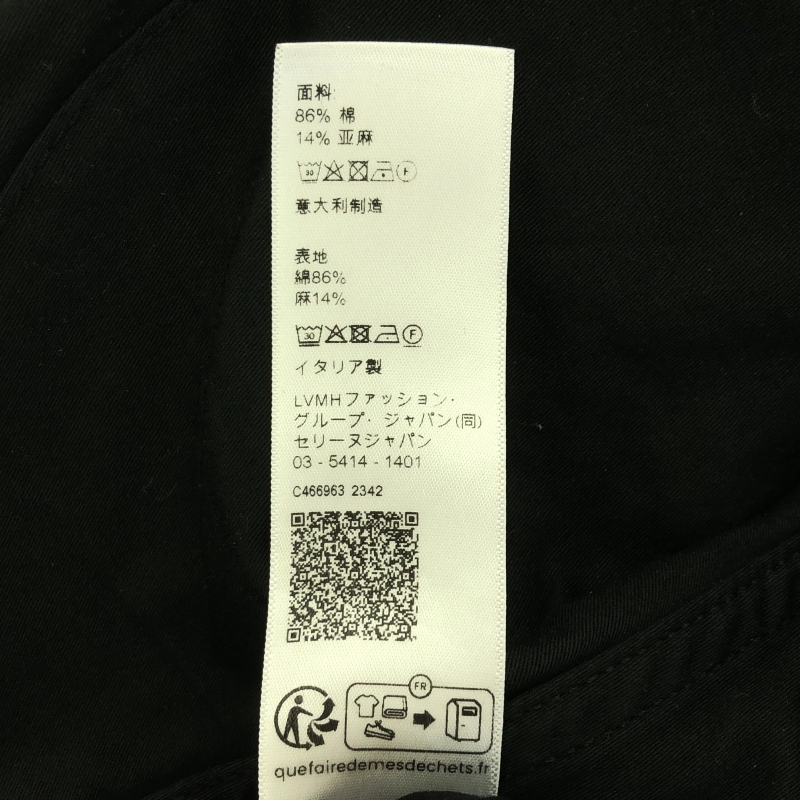 面料:
86% 棉
14% 亚麻
30 F
意大利制造
表地
綿86%
麻14%
30 F
イタリア製
LVMHファッション・
グループ・ジャパン(同)
セリーヌジャパン
03 - 5414 - 1401
C466963 2342
FR
quefairedemesdechets.fr